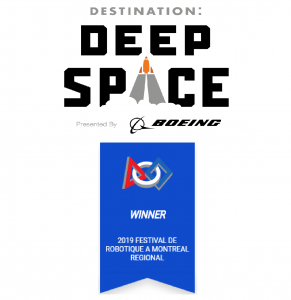 DESTINATION:
DEEP
SPACE
Presented By BOEING
WINNER
2019 FESTIVAL DE
ROBOTIQUE A MONTREAL
REGIONAL